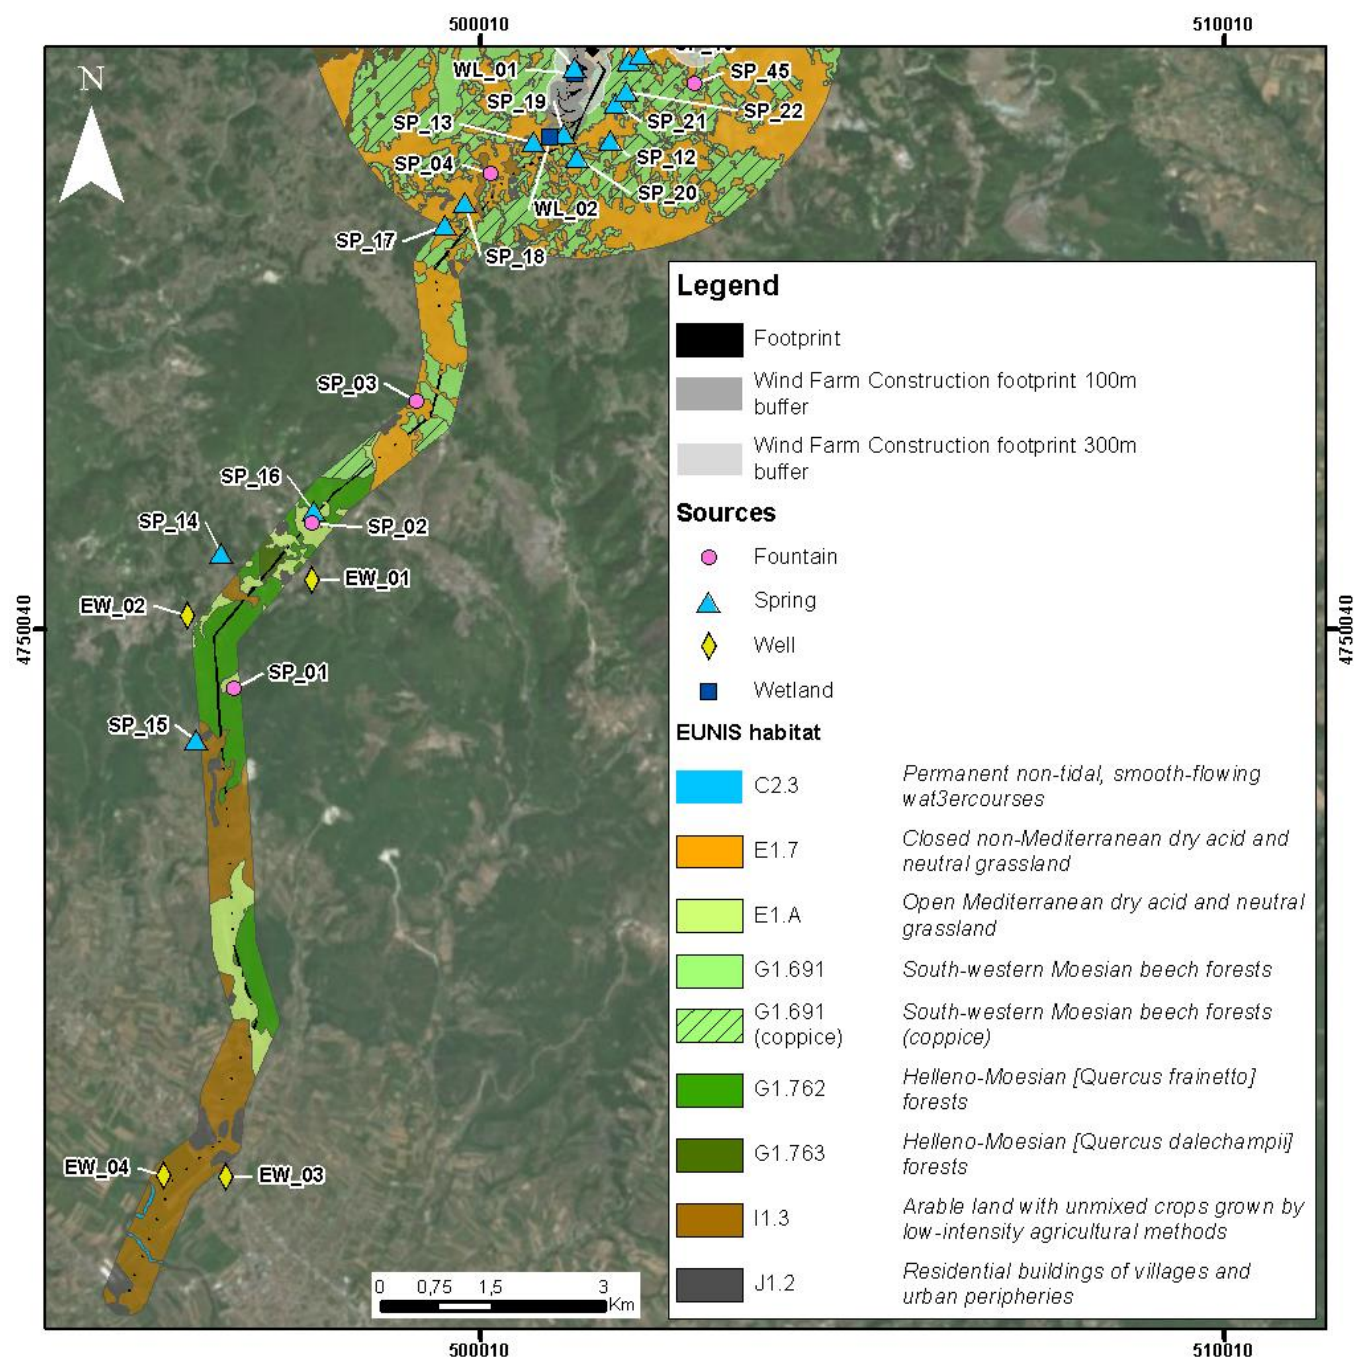 500010
510010
N
WL_01
SP_45
SP_19
SP_22
SP_13
SP_21
SP_04
SP_12
SP_20
WL_02
SP_17
SP_18
SP_03
SP_16
SP_14
SP_02
EW_01
EW_02
4750040
4750040
SP_01
SP_15
EW_04
EW_03
Legend
Footprint
Wind Farm Construction footprint 100m
buffer
Wind Farm Construction footprint 300m
buffer
Sources
Fountain
Spring
Well
Wetland
EUNIS habitat
C2.3
Permanent non-tidal, smooth-flowing
wat3ercourses
E1.7
Closed non-Mediterranean dry acid and
neutral grassland
E1.A
Open Mediterranean dry acid and neutral
grassland
G1.691
South-western Moesian beech forests
G1.691
(coppice)
South-western Moesian beech forests
(coppice)
G1.762
Helleno-Moesian [Quercus frainetto]
forests
G1.763
Helleno-Moesian [Quercus dalechampii]
forests
I1.3
Arable land with unmixed crops grown by
low-intensity agricultural methods
J1.2
Residential buildings of villages and
urban peripheries
0 0,75 1,5 3
Km
500010
510010